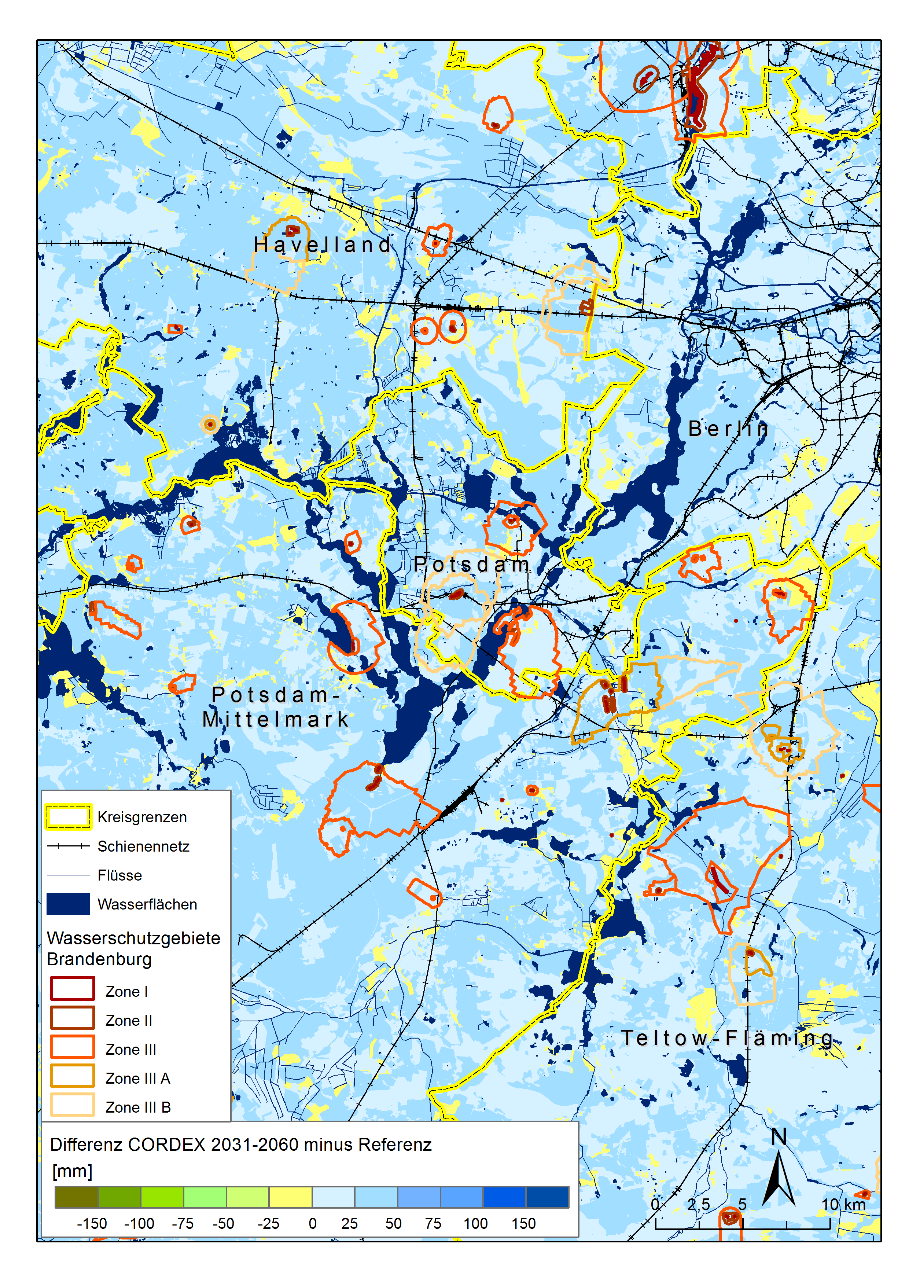 Havelland
Berlin
Potsdam
Potsdam-
Mittelmark
Teltow-Fläming
Kreisgrenzen
Schienennetz
Flüsse
Wasserflächen
Wasserschutzgebiete
Brandenburg
Zone I
Zone II
Zone III
Zone III A
Zone III B
Differenz CORDEX 2031-2060 minus Referenz
[mm]
-150 -100 -75 -50 -25 0 25 50 75 100 150
N
0 2,5 5 10 km